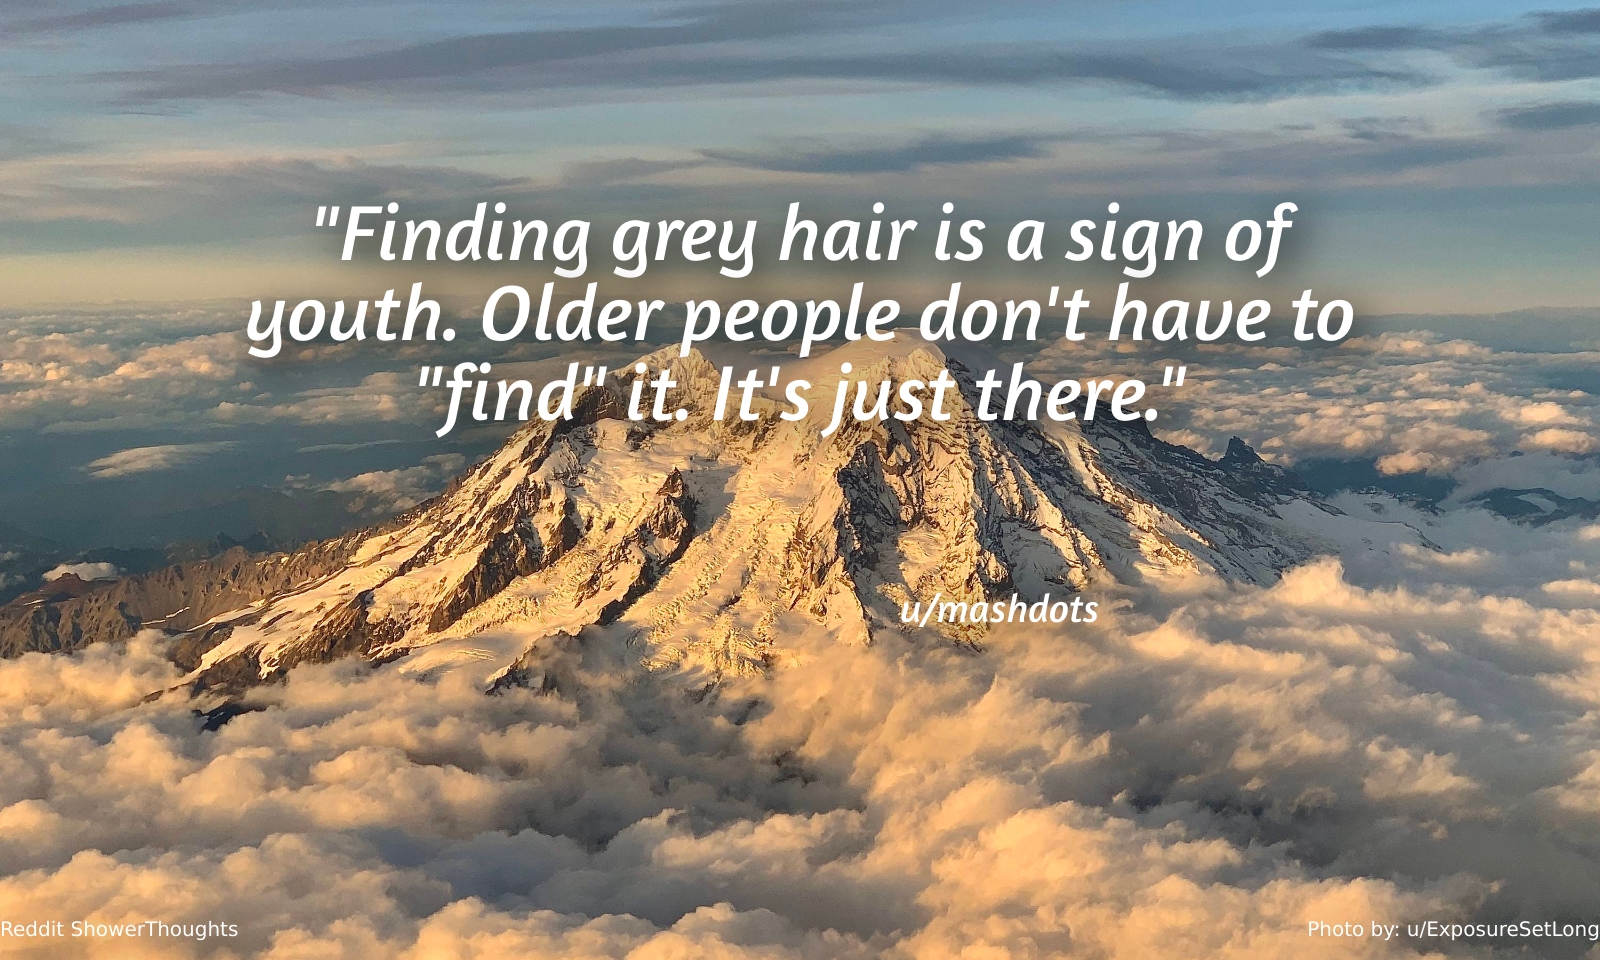 "Finding grey hair is a sign of
youth. Older people don't have to
"find" it. It's just there."
u/mashdots
Reddit ShowerThoughts
Photo by: u/ExposureSetLong